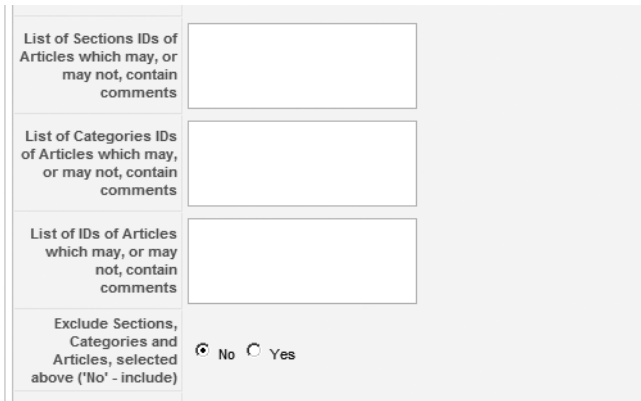 List of Sections IDs of
Articles which may, or
may not, contain
comments
List of Categories IDs
of Articles which may,
or may not, contain
comments
List of IDs of Articles
which may, or may
not, contain
comments
Exclude Sections,
Categories and
Articles, selected
above ('No' - include)
No Yes